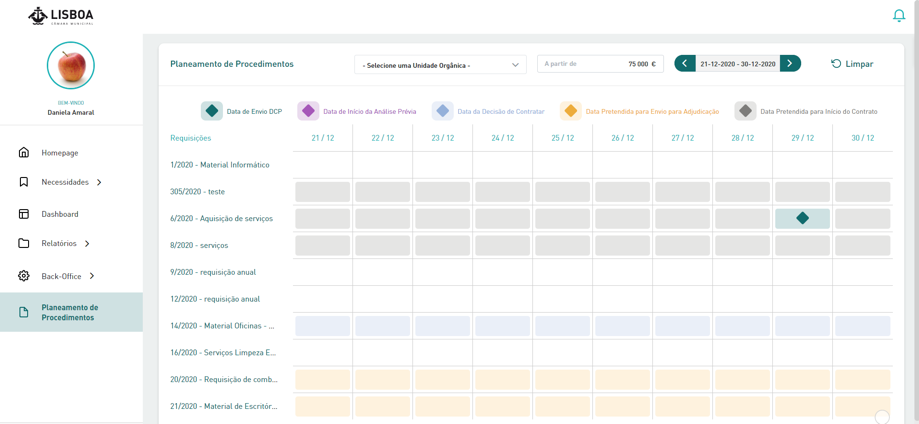 LISBOA
CÂMARA MUNICIPAL
BEM-VINDO
Daniela Amaral
Homepage
Necessidades
Dashboard
Relatórios
Back-Office
Planeamento de
Procedimentos
Planeamento de Procedimentos
- Selecione uma Unidade Orgânica -
A partir de 75 000 €
21-12-2020 - 30-12-2020
Limpar
Data de Envio DCP
Data de Início da Análise Prévia
Data da Decisão de Contratar
Data Pretendida para Envio para Adjudicação
Data Pretendida para Início do Contrato
Requisições 21 / 12 22 / 12 23 / 12 24 / 12 25 / 12 26 / 12 27 / 12 28 / 12 29 / 12 30 / 12
1/2020 - Material Informático
305/2020 - teste
6/2020 - Aquisição de serviços
8/2020 - serviços
9/2020 - requisição anual
12/2020 - requisição anual
14/2020 - Material Oficinas - ...
16/2020 - Serviços Limpeza E...
20/2020 - Requisição de comb...
21/2020 - Material de Escritór...